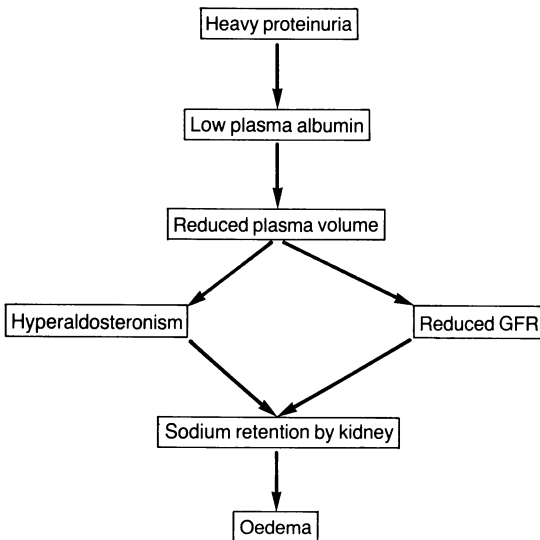 Heavy proteinuria
Low plasma albumin
Reduced plasma volume
Hyperaldosteronism
Reduced GFR
Sodium retention by kidney
Oedema